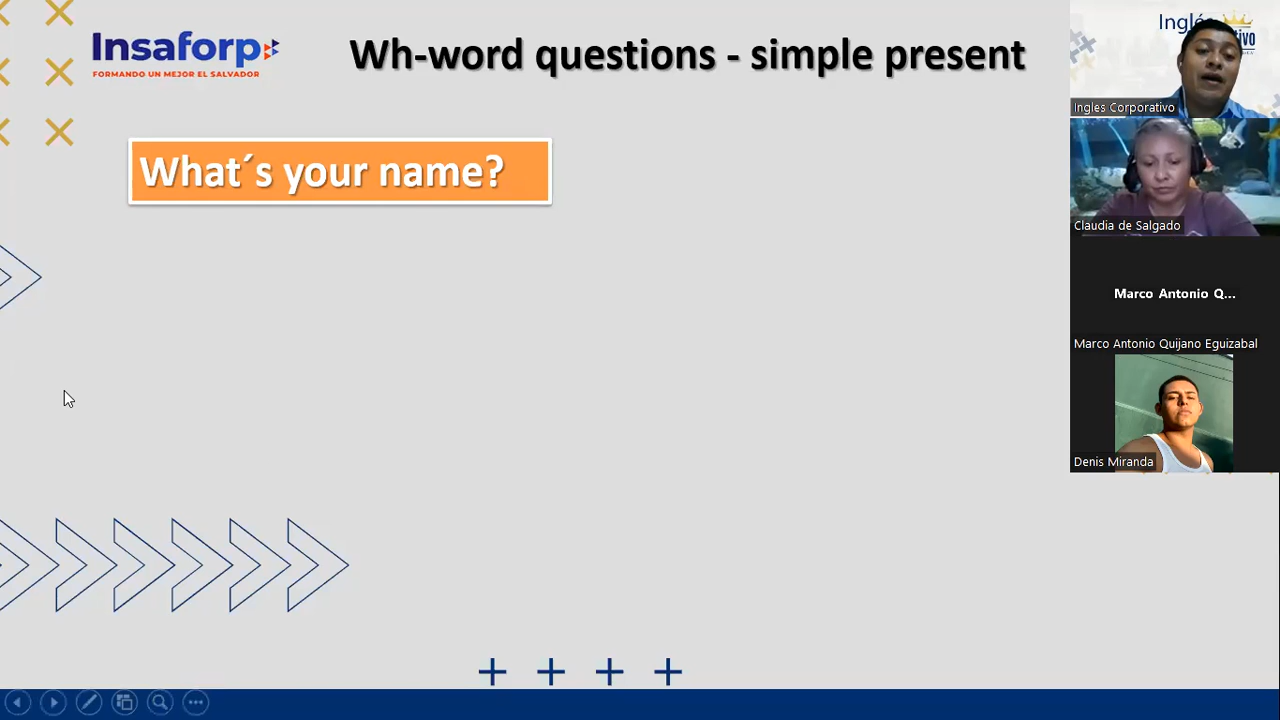 Insaforp
FORMANDO UN MEJOR EL SALVADOR
Wh-word questions - simple present
What´s your name?
Ingles Corporativo
Claudia de Salgado
Marco Antonio Q...
Marco Antonio Quijano Eguizabal
Denis Miranda